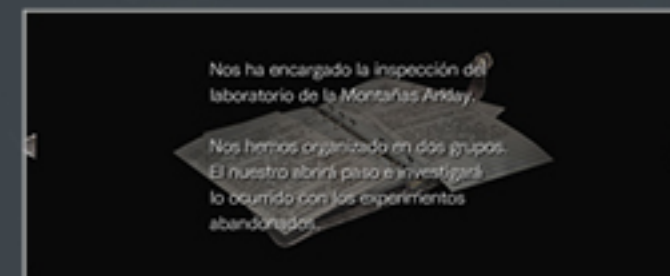 Nos ha encargado la inspección del
laboratorio de la Montañas Arklay.
Nos hemos organizado en dos grupos.
El nuestro abrirá paso e investigará
lo ocurrido con los experimentos
abandonados.